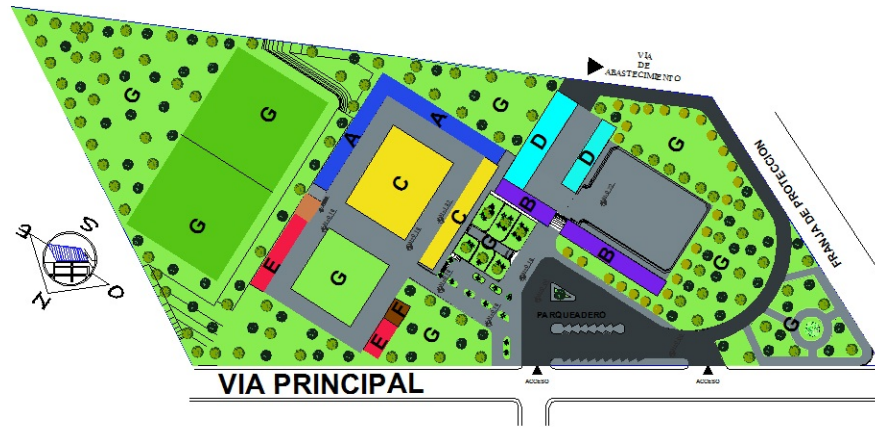 VIA
DE
ABASTECIMIENTO
G
G
A
A
G
D
D
G
G
C
C
B
B
G
G
FRANJA DE PROTECCION
S
E
N
O
E
G
F
E
G
G
PARQUEADERO
VIA PRINCIPAL
ACCESO
ACCESO